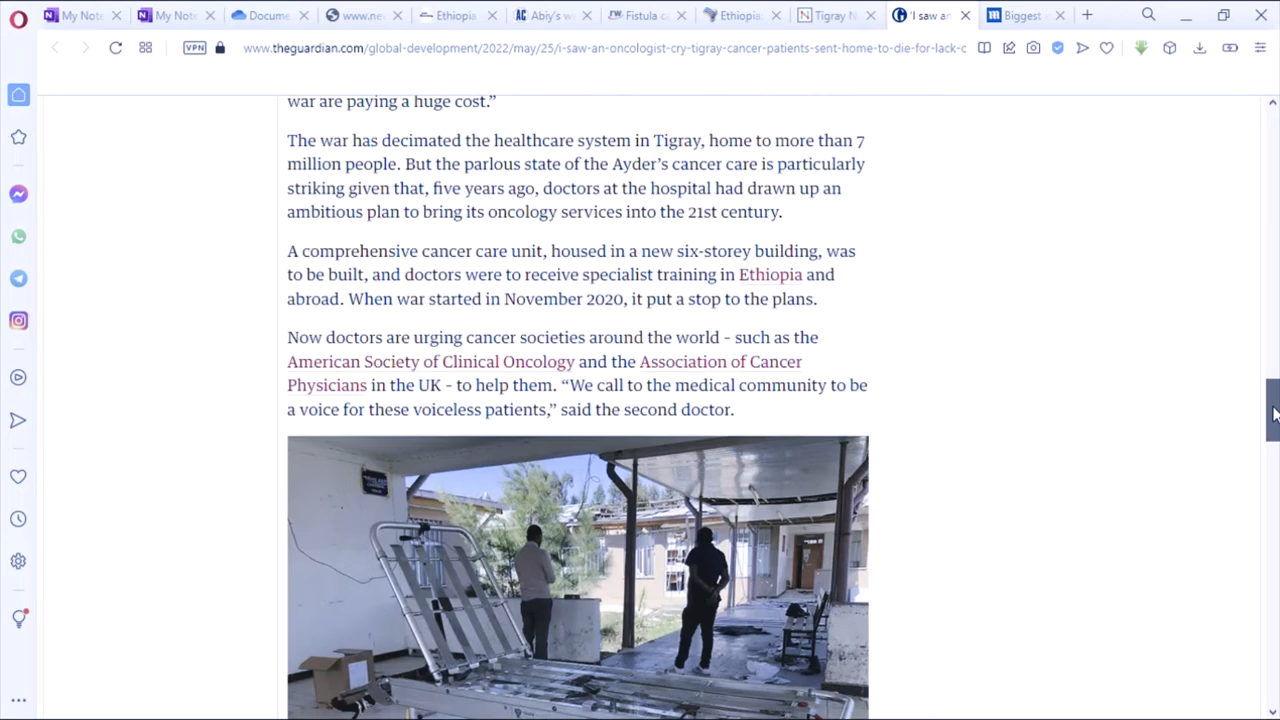 My Note
My Note
Docume
www.ne
Ethiopia
Abiy's w
Fistula ca
Ethiopia:
Tigray N
'I saw an
Biggest a
VPN
www.theguardian.com/global-development/2022/may/25/i-saw-an-oncologist-cry-tigray-cancer-patients-sent-home-to-die-for-lack-c
war are paying a huge cost.”
The war has decimated the healthcare system in Tigray, home to more than 7
million people. But the parlous state of the Ayder’s cancer care is particularly
striking given that, five years ago, doctors at the hospital had drawn up an
ambitious plan to bring its oncology services into the 21st century.
A comprehensive cancer care unit, housed in a new six-storey building, was
to be built, and doctors were to receive specialist training in Ethiopia and
abroad. When war started in November 2020, it put a stop to the plans.
Now doctors are urging cancer societies around the world – such as the
American Society of Clinical Oncology and the Association of Cancer
Physicians in the UK – to help them. “We call to the medical community to be
a voice for these voiceless patients,” said the second doctor.